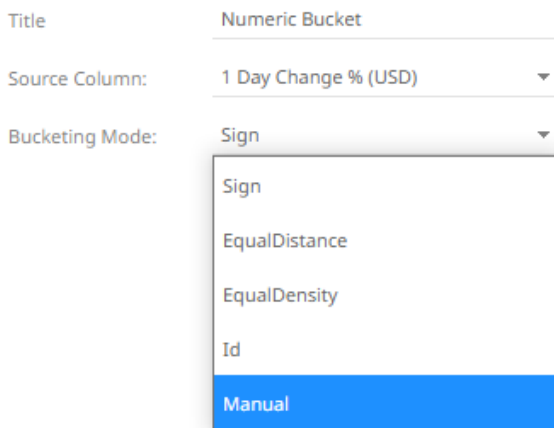 Title Numeric Bucket
Source Column: 1 Day Change % (USD)
Bucketing Mode: Sign
Sign
EqualDistance
EqualDensity
Id
Manual